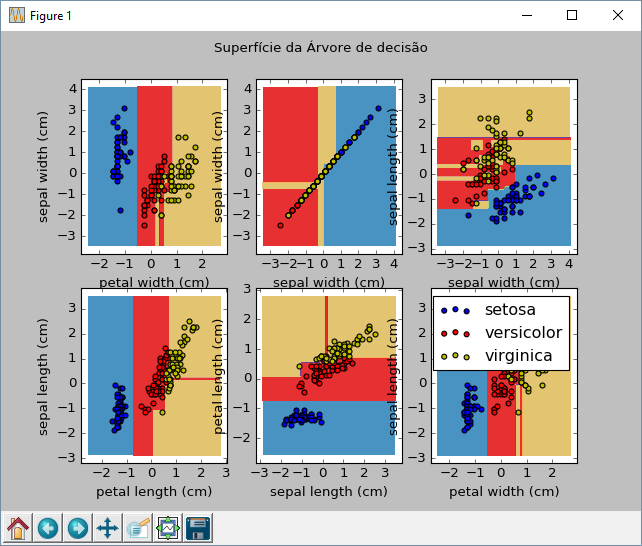 Figure 1
Superfície da Árvore de decisão
sepal width (cm)
4
3
2
1
0
−1
−2
−3
−2 −1 0 1 2
petal width (cm)
sepal width (cm)
4
3
2
1
0
−1
−2
−3
−3 −2 −1 0 1 2 3 4
sepal width (cm)
sepal length (cm)
3
2
1
0
−1
−2
−3
−3 −2 −1 0 1 2 3 4
sepal width (cm)
sepal length (cm)
3
2
1
0
−1
−2
−3
−2 −1 0 1 2 3
petal length (cm)
petal length (cm)
3
2
1
0
−1
−2
−3 −2 −1 0 1 2 3
sepal length (cm)
sepal length (cm)
setosa
versicolor
virginica
0
−1
−2
−3
−2 −1 0 1 2
petal width (cm)